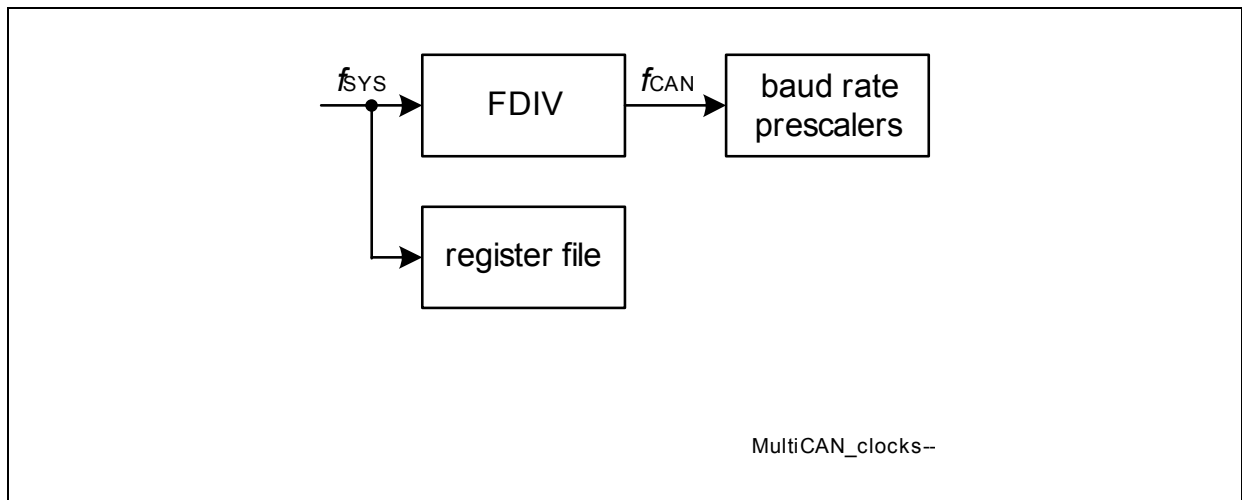 fSYS
FDIV
fCAN
baud rate
prescalers
register file
MultiCAN_clocks--